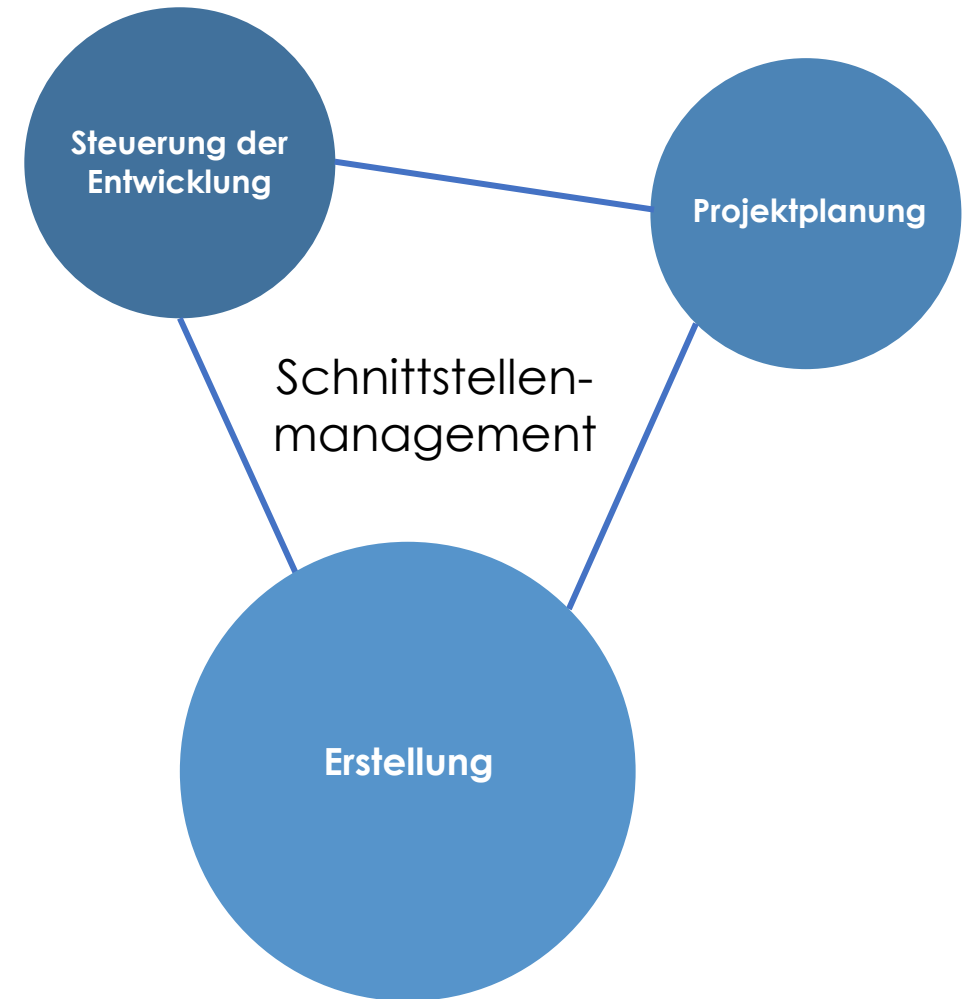 Steuerung der
Entwicklung
Projektplanung
Schnittstellen-
management
Erstellung